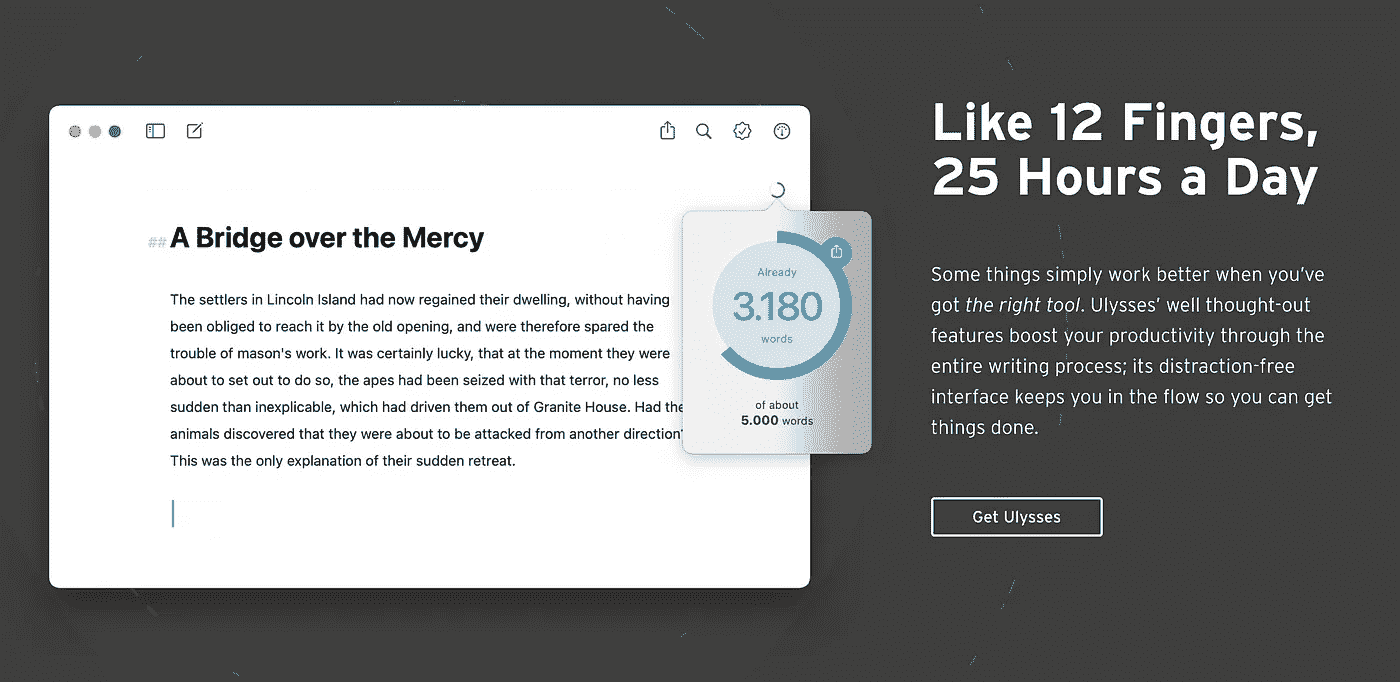 ## A Bridge over the Mercy
The settlers in Lincoln Island had now regained their dwelling, without having
been obliged to reach it by the old opening, and were therefore spared the
trouble of mason's work. It was certainly lucky, that at the moment they were
about to set out to do so, the apes had been seized with that terror, no less
sudden than inexplicable, which had driven them out of Granite House. Had the
animals discovered that they were about to be attacked from another direction?
This was the only explanation of their sudden retreat.
Already
3.180
words
of about
5.000 words
Like 12 Fingers,
25 Hours a Day
Some things simply work better when you’ve
got the right tool. Ulysses’ well thought-out
features boost your productivity through the
entire writing process; its distraction-free
interface keeps you in the flow so you can get
things done.
Get Ulysses